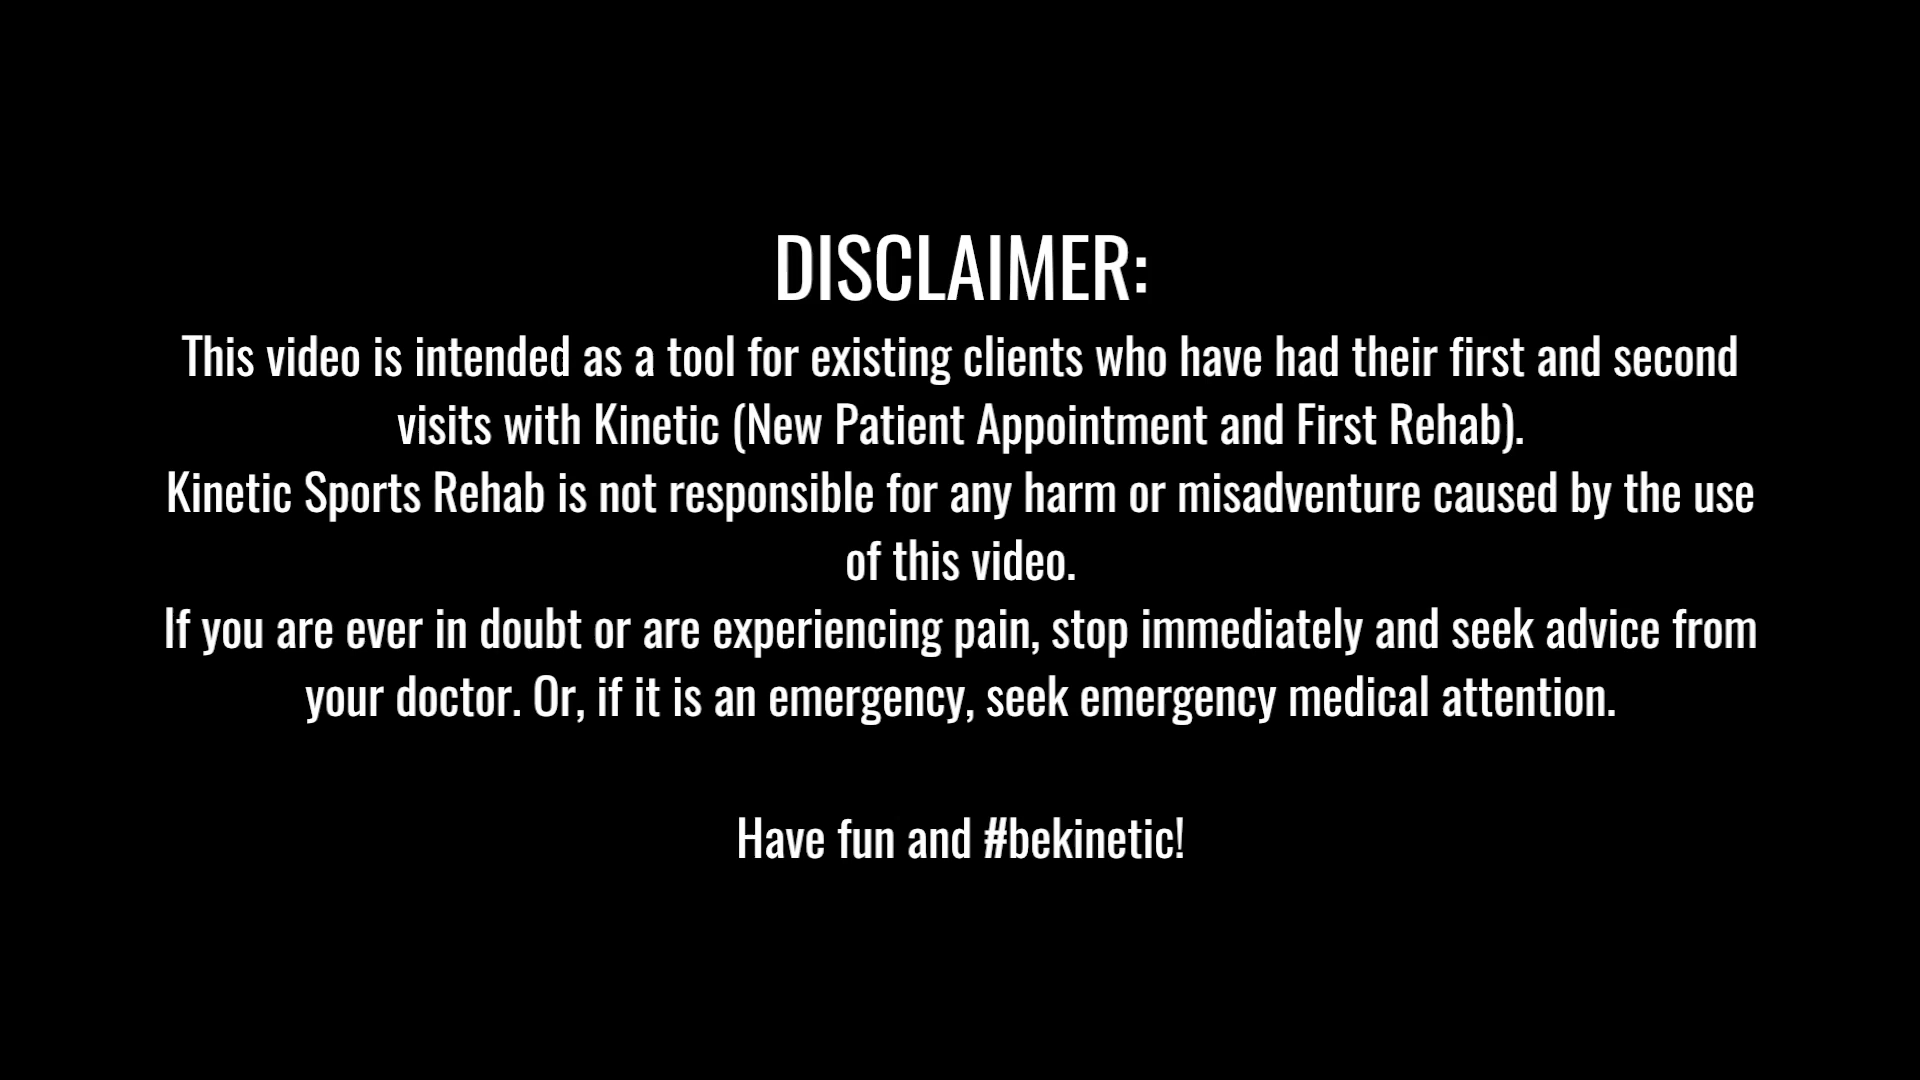 DISCLAIMER:
This video is intended as a tool for existing clients who have had their first and second
visits with Kinetic (New Patient Appointment and First Rehab).
Kinetic Sports Rehab is not responsible for any harm or misadventure caused by the use
of this video.
If you are ever in doubt or are experiencing pain, stop immediately and seek advice from
your doctor. Or, if it is an emergency, seek emergency medical attention.
Have fun and #bekinetic!